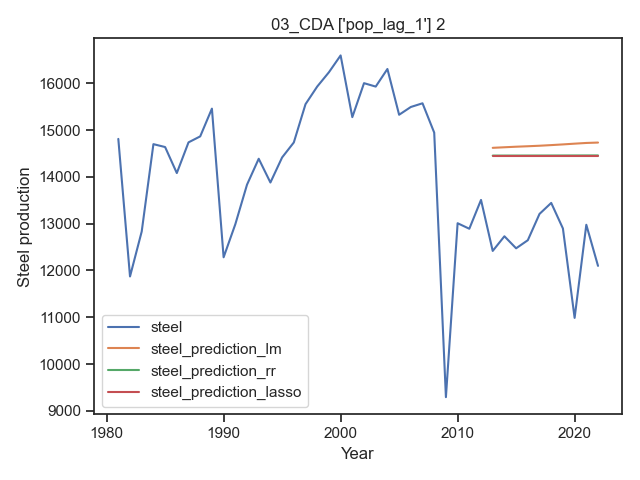 03_CDA ['pop_lag_1'] 2
16000
15000
14000
13000
12000
11000
10000
9000
Steel production
steel
steel_prediction_lm
steel_prediction_rr
steel_prediction_lasso
1980 1990 2000 2010 2020
Year